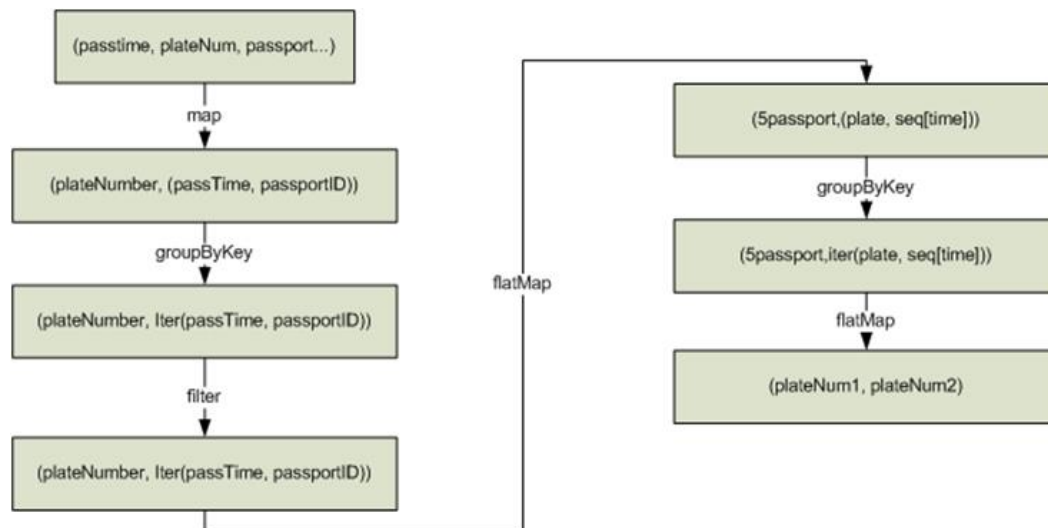 (passtime, plateNum, passport...)
map
(plateNumber, (passTime, passportID))
groupByKey
(plateNumber, Iter(passTime, passportID))
filter
(plateNumber, Iter(passTime, passportID))
flatMap
(5passport,(plate, seq[time]))
groupByKey
(5passport,iter(plate, seq[time]))
flatMap
(plateNum1, plateNum2)